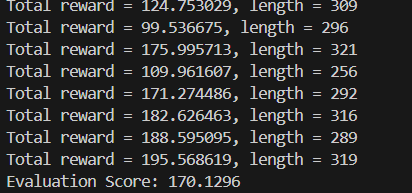 Total reward = 124.753029, length = 309
Total reward = 99.536675, length = 296
Total reward = 175.995713, length = 321
Total reward = 109.961607, length = 256
Total reward = 171.274486, length = 292
Total reward = 182.626463, length = 316
Total reward = 188.595095, length = 289
Total reward = 195.568619, length = 319
Evaluation Score: 170.1296